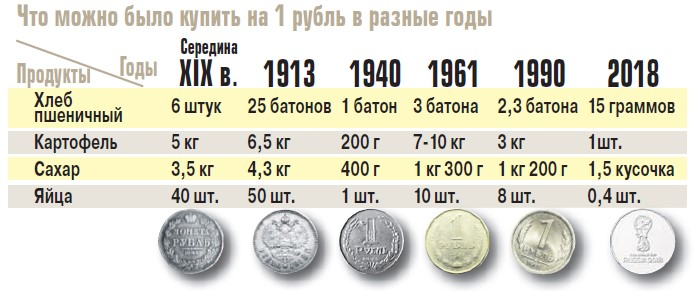 Что можно было купить на 1 рубль в разные годы
Продукты Годы Середина XIX в. 1913 1940 1961 1990 2018
Хлеб пшеничный 6 штук 25 батонов 1 батон 3 батона 2,3 батона 15 граммов
Картофель 5 кг 6,5 кг 200 г 7-10 кг 3 кг 1шт.
Сахар 3,5 кг 4,3 кг 400 г 1 кг 300 г 1 кг 200 г 1,5 кусочка
Яйца 40 шт. 50 шт. 1 шт. 10 шт. 8 шт. 0,4 шт.
МОНЕТА РУБЛЬ
1 РУБЛЬ
1 РУБЛЬ
1
RUSSIA 2018